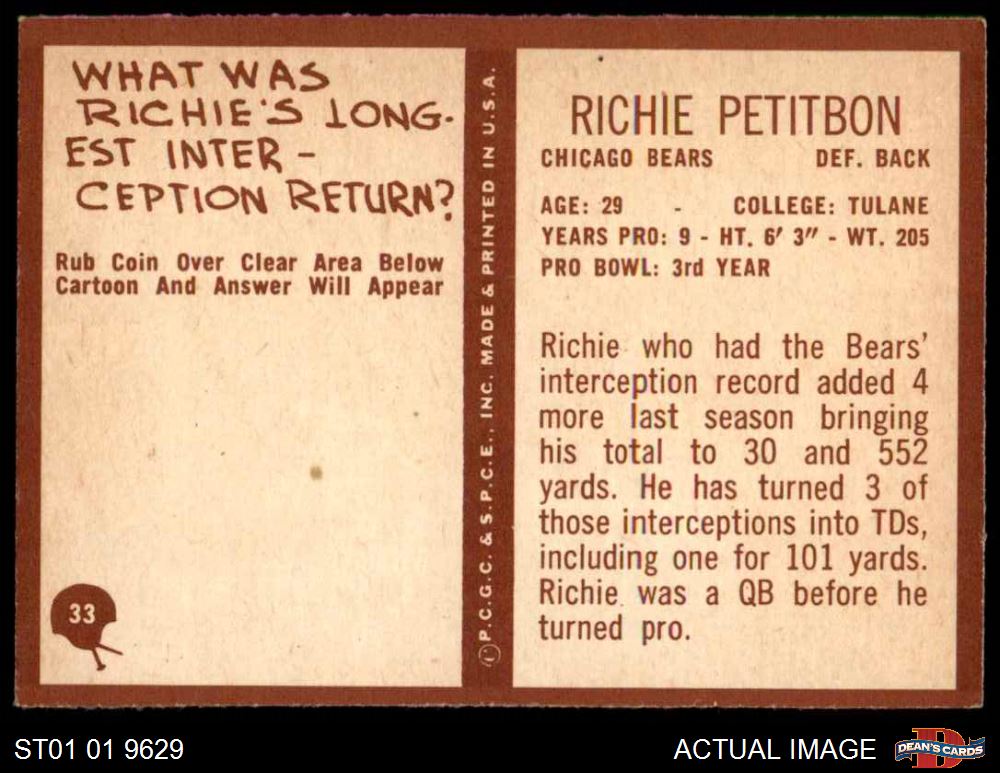 WHAT WAS
RICHIE'S LONG-
EST INTER -
CEPTION RETURN?
Rub Coin Over Clear Area Below
Cartoon And Answer Will Appear
33
© P.C.G.C. & S.P.C.E., INC. MADE & PRINTED IN U.S.A.
RICHIE PETITBON
CHICAGO BEARS DEF. BACK
AGE: 29 - COLLEGE: TULANE
YEARS PRO: 9 - HT. 6' 3" - WT. 205
PRO BOWL: 3rd YEAR
Richie who had the Bears'
interception record added 4
more last season bringing
his total to 30 and 552
yards. He has turned 3 of
those interceptions into TDs,
including one for 101 yards.
Richie was a QB before he
turned pro.
ST01 01 9629
ACTUAL IMAGE
D
DEAN'S CARDS